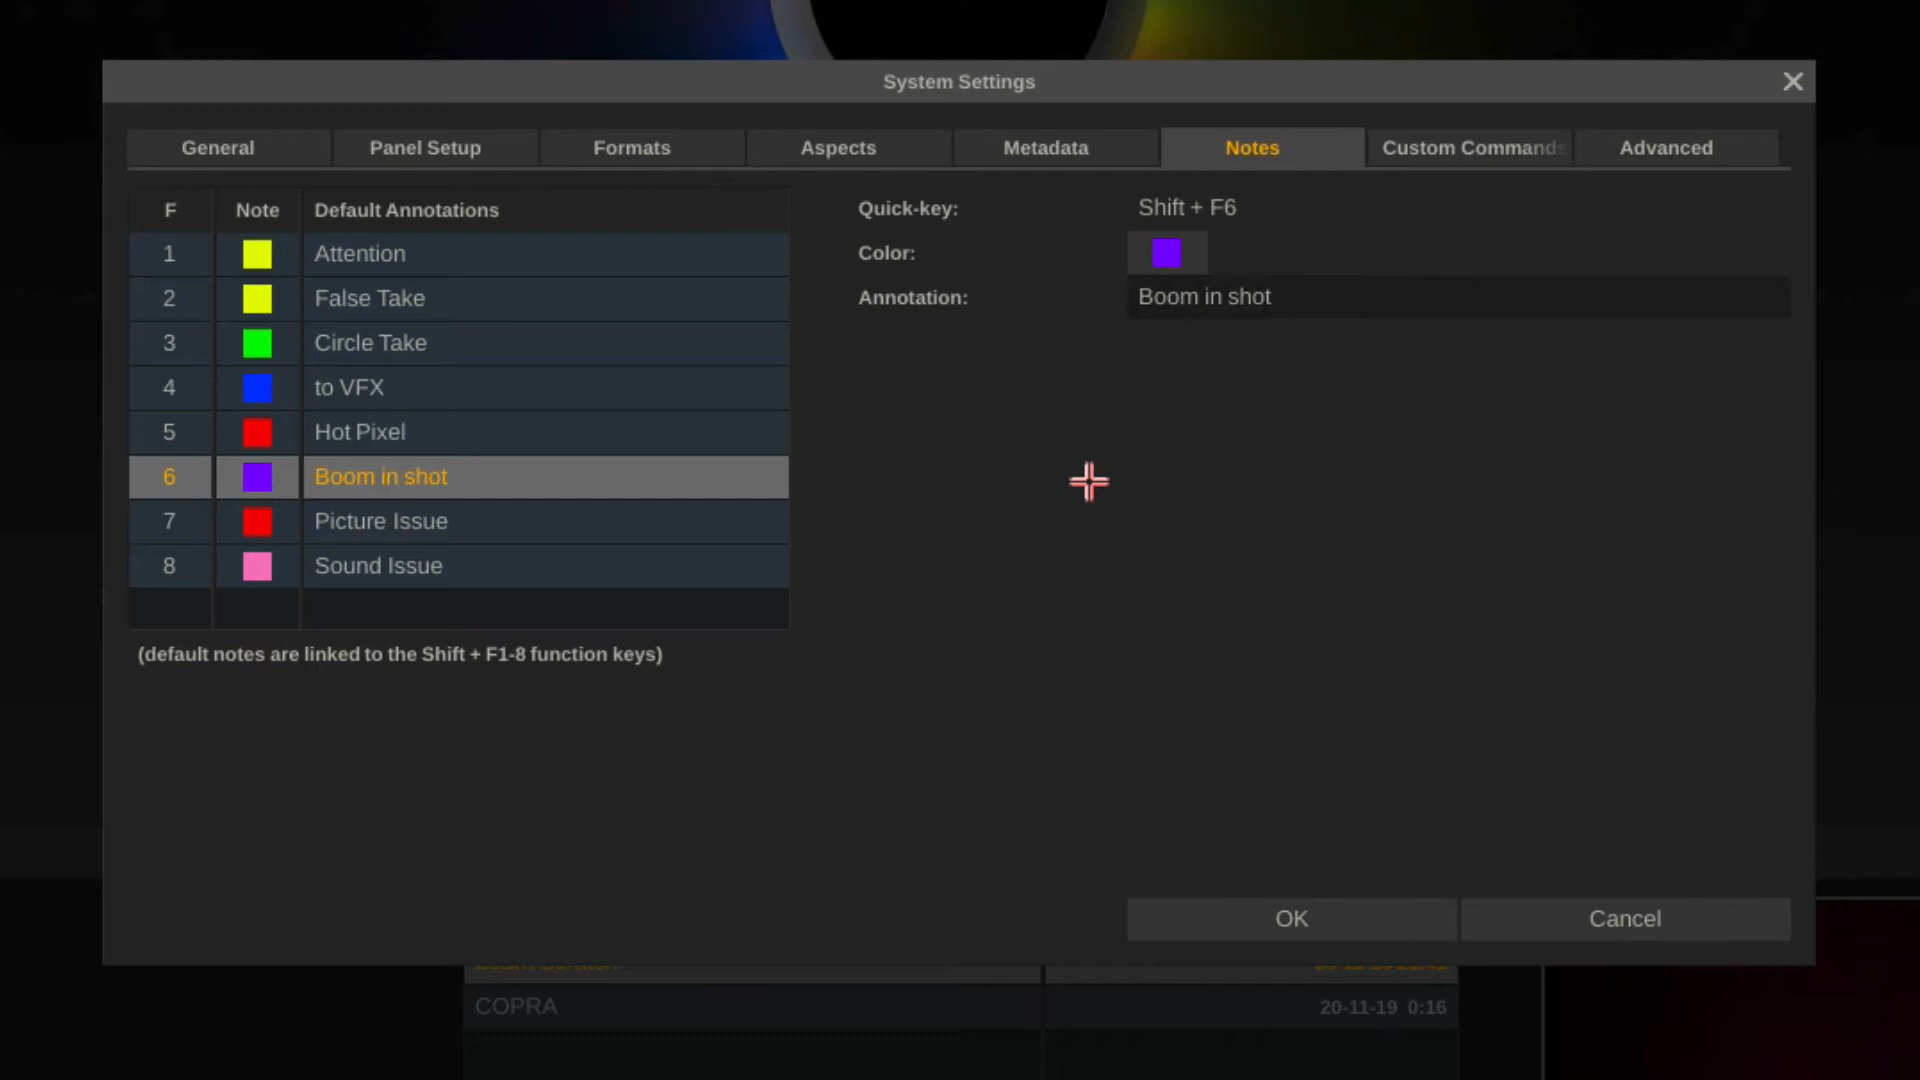 System Settings
General Panel Setup Formats Aspects Metadata Notes Custom Commands Advanced
F Note Default Annotations
1 Attention
2 False Take
3 Circle Take
4 to VFX
5 Hot Pixel
6 Boom in shot
7 Picture Issue
8 Sound Issue
(default notes are linked to the Shift + F1-8 function keys)
Quick-key: Shift + F6
Color:
Annotation: Boom in shot
OK Cancel
COPRA 20-11-19 0:16